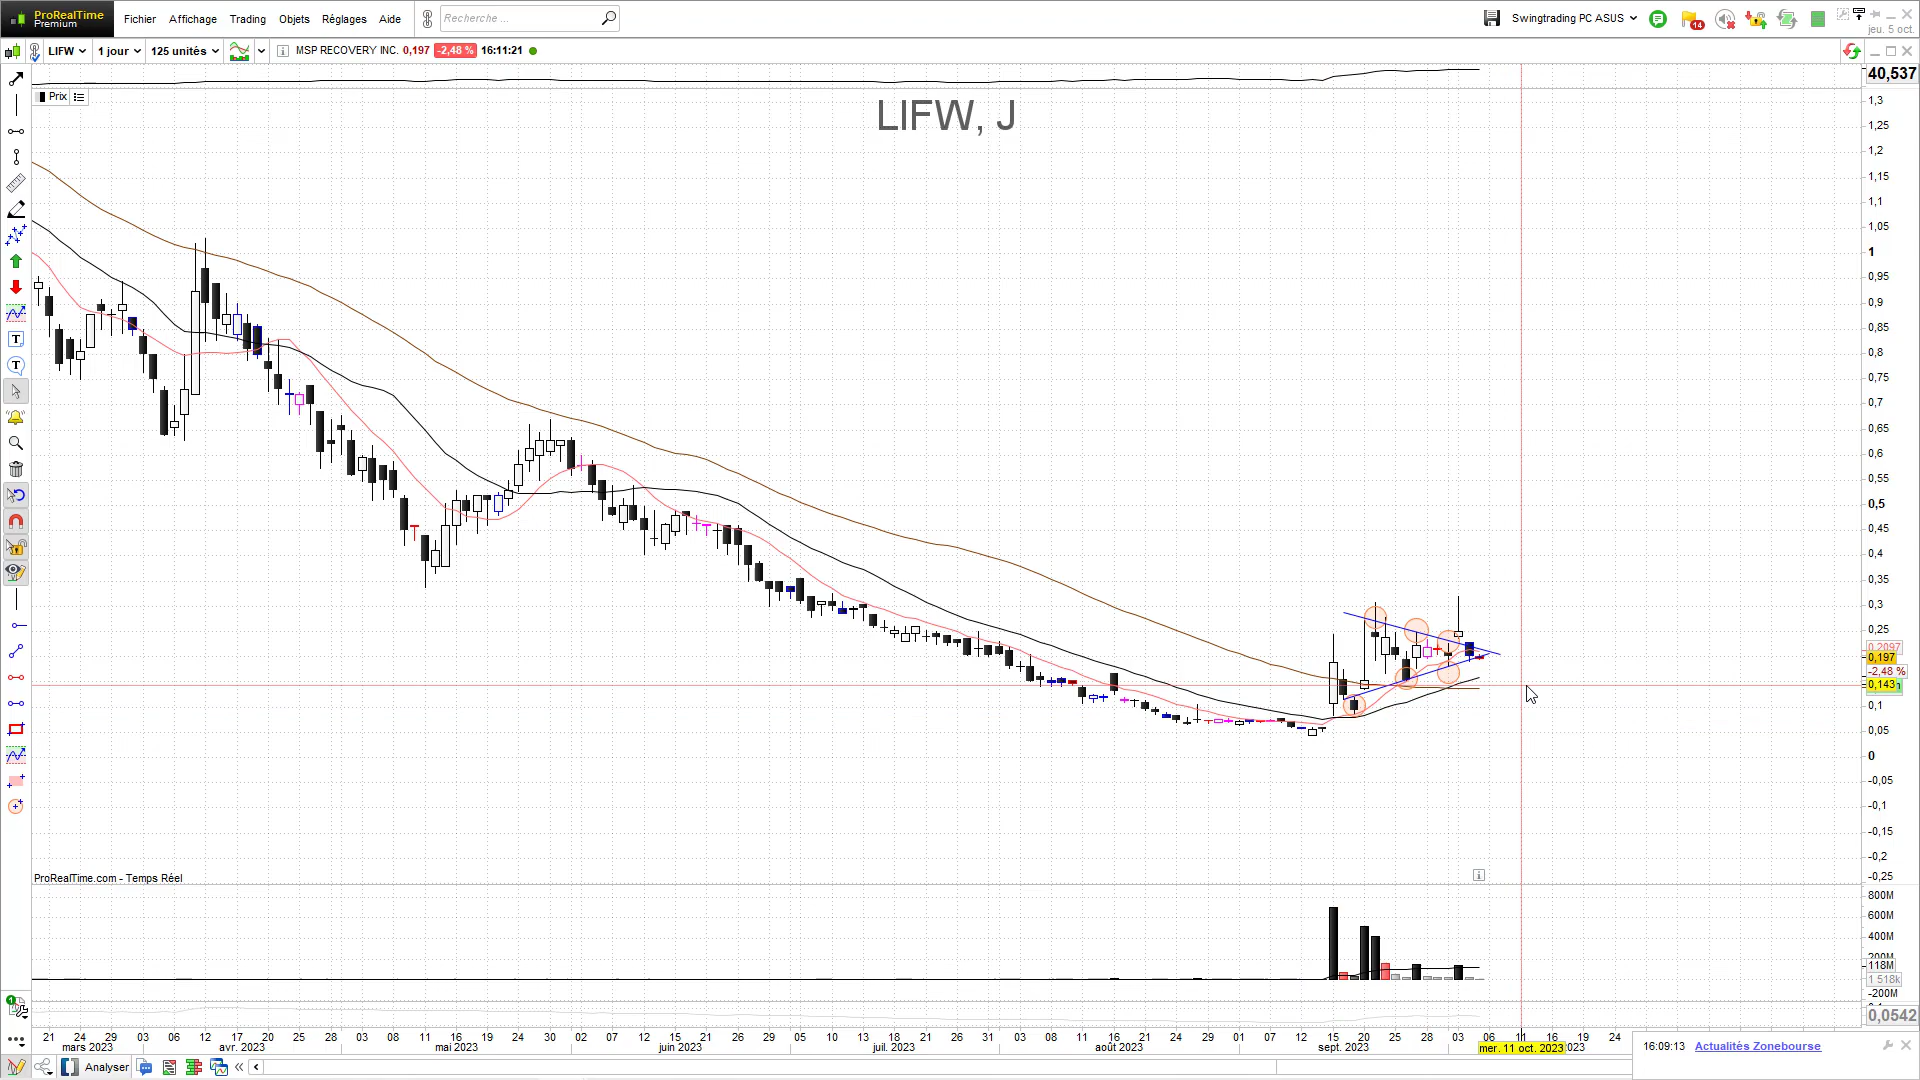 ProRealTime
Premium
Fichier Affichage Trading Objets Réglages Aide
Recherche ...
Swingtrading PC ASUS
14
jeu. 5 oct.
LIFW 1 jour 125 unités MSP RECOVERY INC. 0,197 -2,48 % 16:11:21
40,537
Prix
LIFW, J
1,3
1,25
1,2
1,15
1,1
1,05
1
0,95
0,9
0,85
0,8
0,75
0,7
0,65
0,6
0,55
0,5
0,45
0,4
0,35
0,3
0,25
0,2097
0,197
-2,48 %
0,143
0,1
0,05
0
-0,05
-0,1
-0,15
-0,2
-0,25
ProRealTime.com - Temps Réel
800M
600M
400M
200M
118M
1 518k
-200M
0,0542
21 24 29 03 06 12 17 20 25 28 03 08 11 16 19 24 30 02 07 12 15 21 26 29 05 10 13 18 21 26 31 03 08 11 16 21 24 29 01 07 12 15 20 25 28 03 06 11 16 19 24
mars 2023 avr. 2023 mai 2023 juin 2023 juil. 2023 août 2023 sept. 2023 mer. 11 oct. 2023
16:09:13 Actualités Zonebourse
Analyser